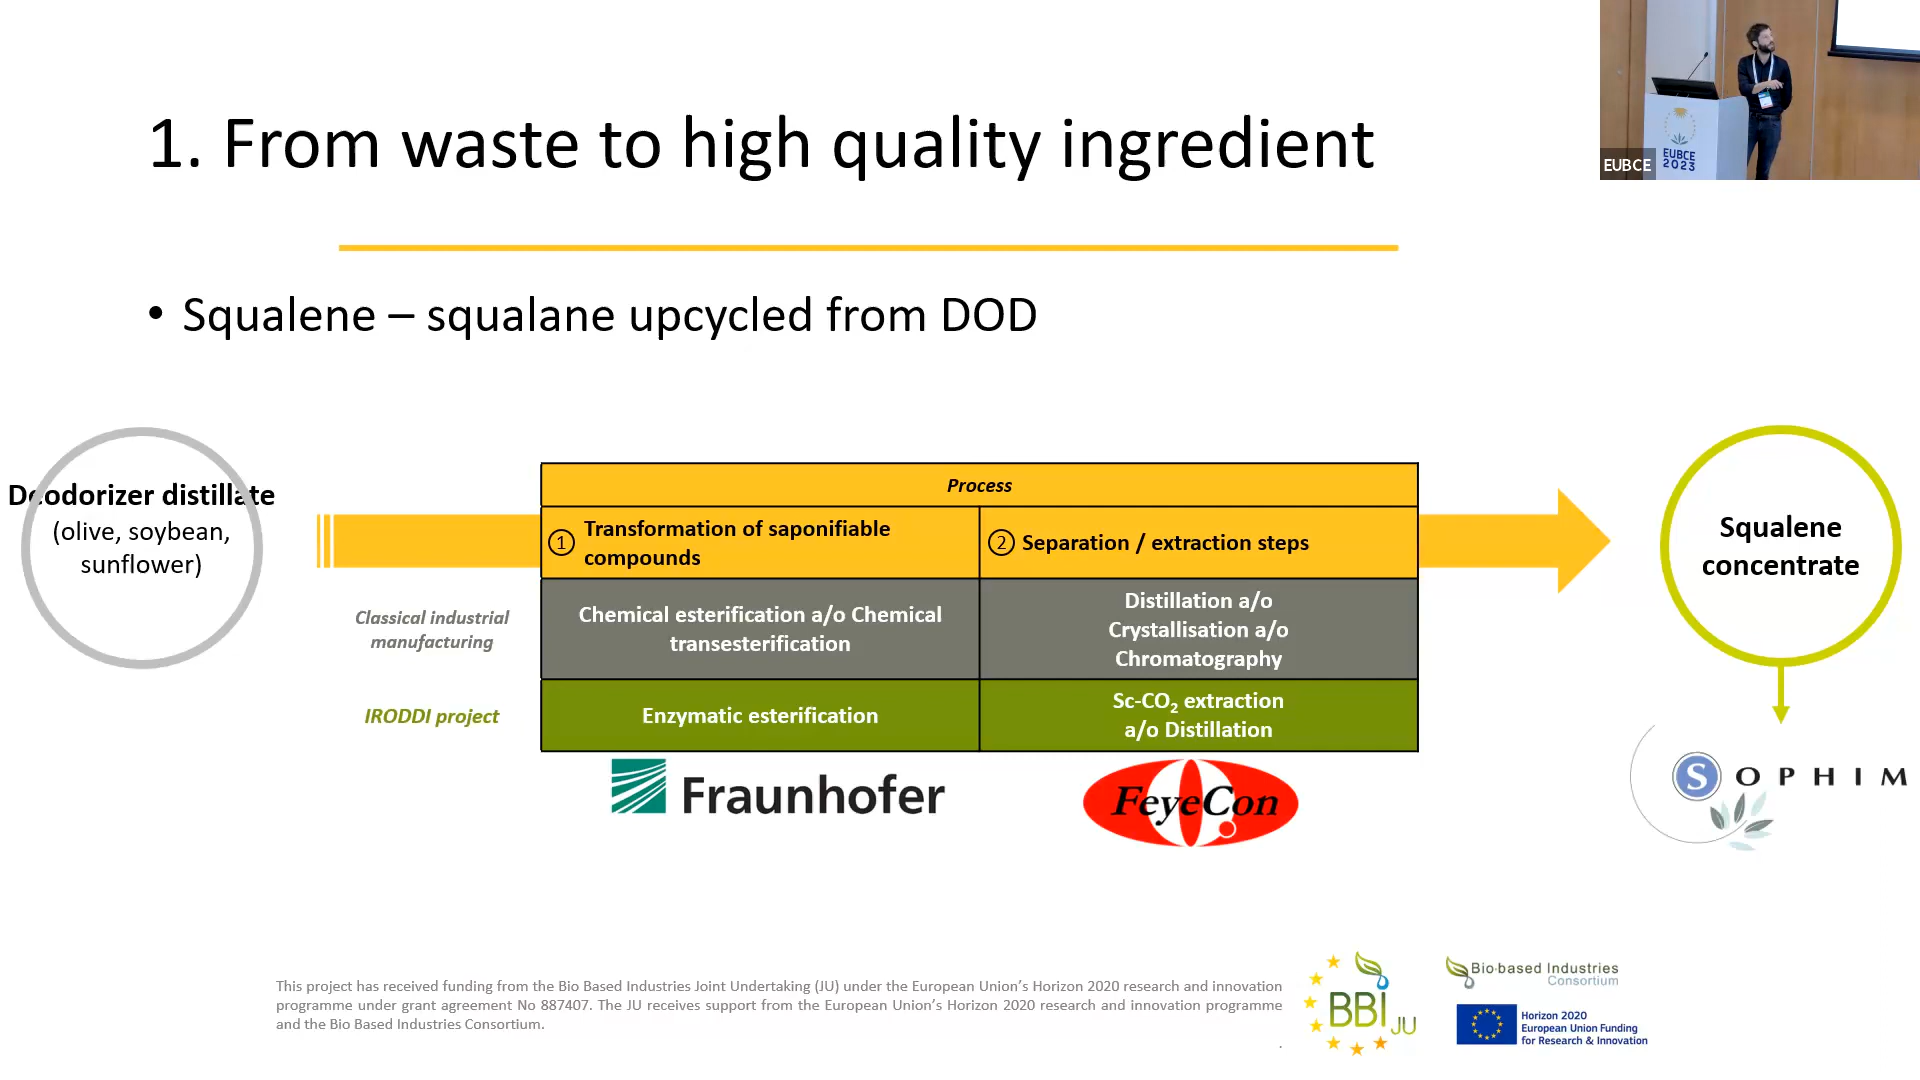 1. From waste to high quality ingredient
EUBCE
EUBCE
2023
• Squalene – squalane upcycled from DOD
Deodorizer distillate
(olive, soybean,
sunflower)
Process
① Transformation of saponifiable
compounds
② Separation / extraction steps
Classical industrial
manufacturing
Chemical esterification a/o Chemical
transesterification
Distillation a/o
Crystallisation a/o
Chromatography
IRODDI project
Enzymatic esterification
Sc-CO₂ extraction
a/o Distillation
Squalene
concentrate
Fraunhofer
FeyeCon
SOPHIM
This project has received funding from the Bio Based Industries Joint Undertaking (JU) under the European Union's Horizon 2020 research and innovation
programme under grant agreement No 887407. The JU receives support from the European Union's Horizon 2020 research and innovation programme
and the Bio Based Industries Consortium.
.
BBI JU
Bio-based Industries
Consortium
Horizon 2020
European Union Funding
for Research & Innovation